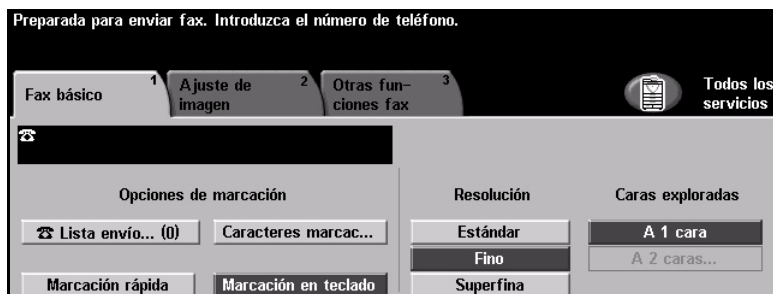 Preparada para enviar fax. Introduzca el número de teléfono.
Fax básico 1
Ajuste de imagen 2
Otras fun-
ciones fax 3
Todos los
servicios
Opciones de marcación
Resolución
Caras exploradas
Lista envío... (0)
Caracteres marcac...
Estándar
A 1 cara
Fino
A 2 caras...
Marcación rápida
Marcación en teclado
Superfina